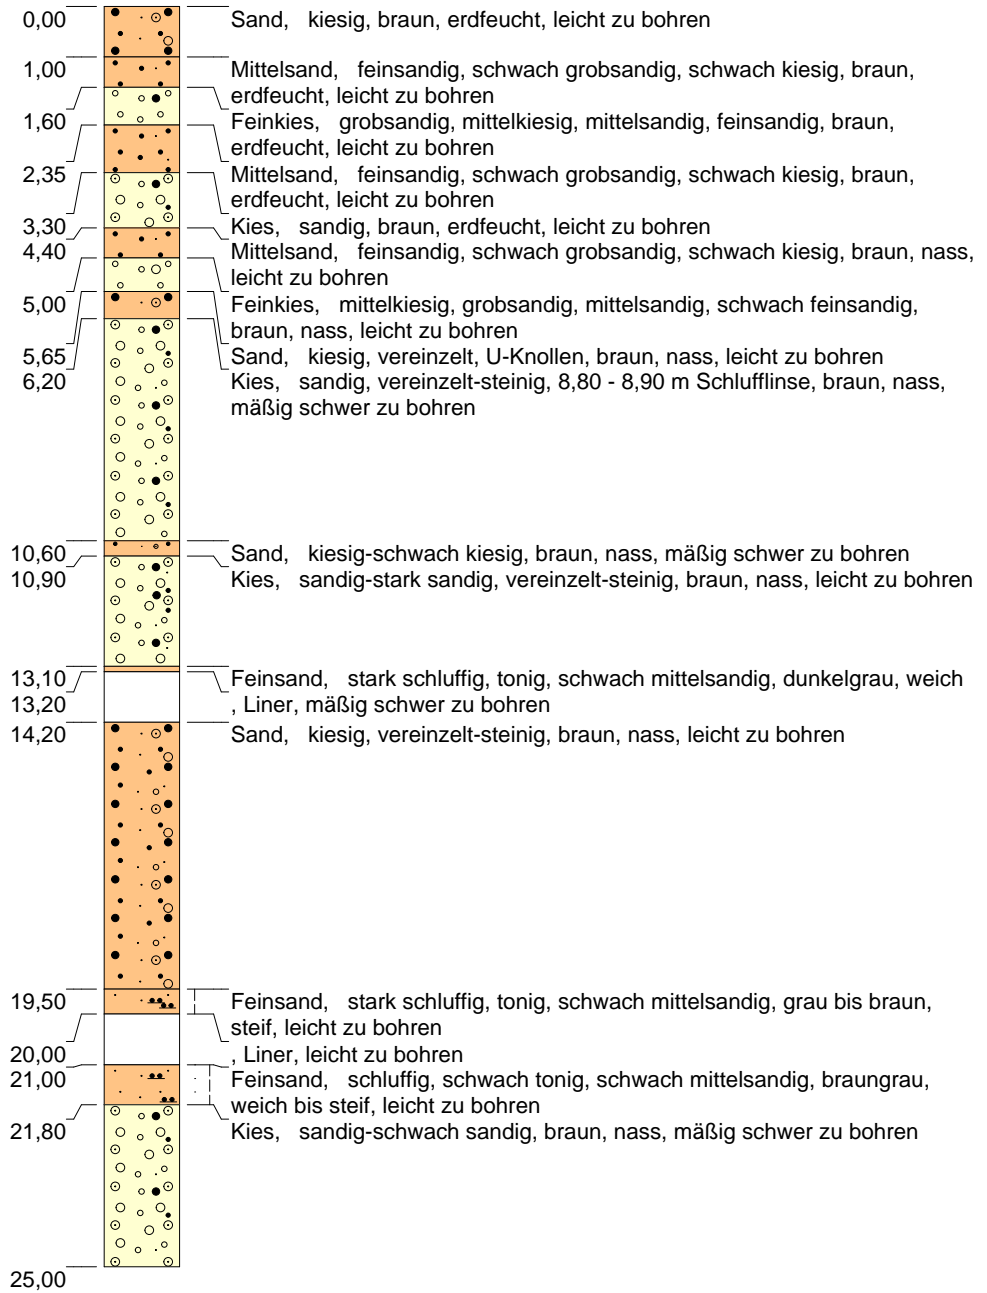 0,00 Sand, kiesig, braun, erdfeucht, leicht zu bohren
1,00 Mittelsand, feinsandig, schwach grobsandig, schwach kiesig, braun,
erdfeucht, leicht zu bohren
1,60 Feinkies, grobsandig, mittelkiesig, mittelsandig, feinsandig, braun,
erdfeucht, leicht zu bohren
2,35 Mittelsand, feinsandig, schwach grobsandig, schwach kiesig, braun,
erdfeucht, leicht zu bohren
3,30 Kies, sandig, braun, erdfeucht, leicht zu bohren
4,40 Mittelsand, feinsandig, schwach grobsandig, schwach kiesig, braun, nass,
leicht zu bohren
5,00 Feinkies, mittelkiesig, grobsandig, mittelsandig, schwach feinsandig,
braun, nass, leicht zu bohren
5,65 Sand, kiesig, vereinzelt, U-Knollen, braun, nass, leicht zu bohren
6,20 Kies, sandig, vereinzelt-steinig, 8,80 - 8,90 m Schlufflinse, braun, nass,
mäßig schwer zu bohren
10,60 Sand, kiesig-schwach kiesig, braun, nass, mäßig schwer zu bohren
10,90 Kies, sandig-stark sandig, vereinzelt-steinig, braun, nass, leicht zu bohren
13,10 Feinsand, stark schluffig, tonig, schwach mittelsandig, dunkelgrau, weich
13,20 , Liner, mäßig schwer zu bohren
14,20 Sand, kiesig, vereinzelt-steinig, braun, nass, leicht zu bohren
19,50 Feinsand, stark schluffig, tonig, schwach mittelsandig, grau bis braun,
steif, leicht zu bohren
20,00 , Liner, leicht zu bohren
21,00 Feinsand, schluffig, schwach tonig, schwach mittelsandig, braungrau,
weich bis steif, leicht zu bohren
21,80 Kies, sandig-schwach sandig, braun, nass, mäßig schwer zu bohren
25,00